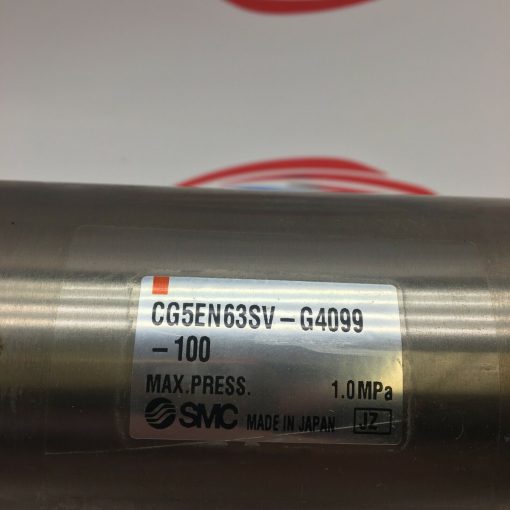 CG5EN63SV-G4099
-100
MAX.PRESS. 1.0MPa
SMC MADE IN JAPAN JZ